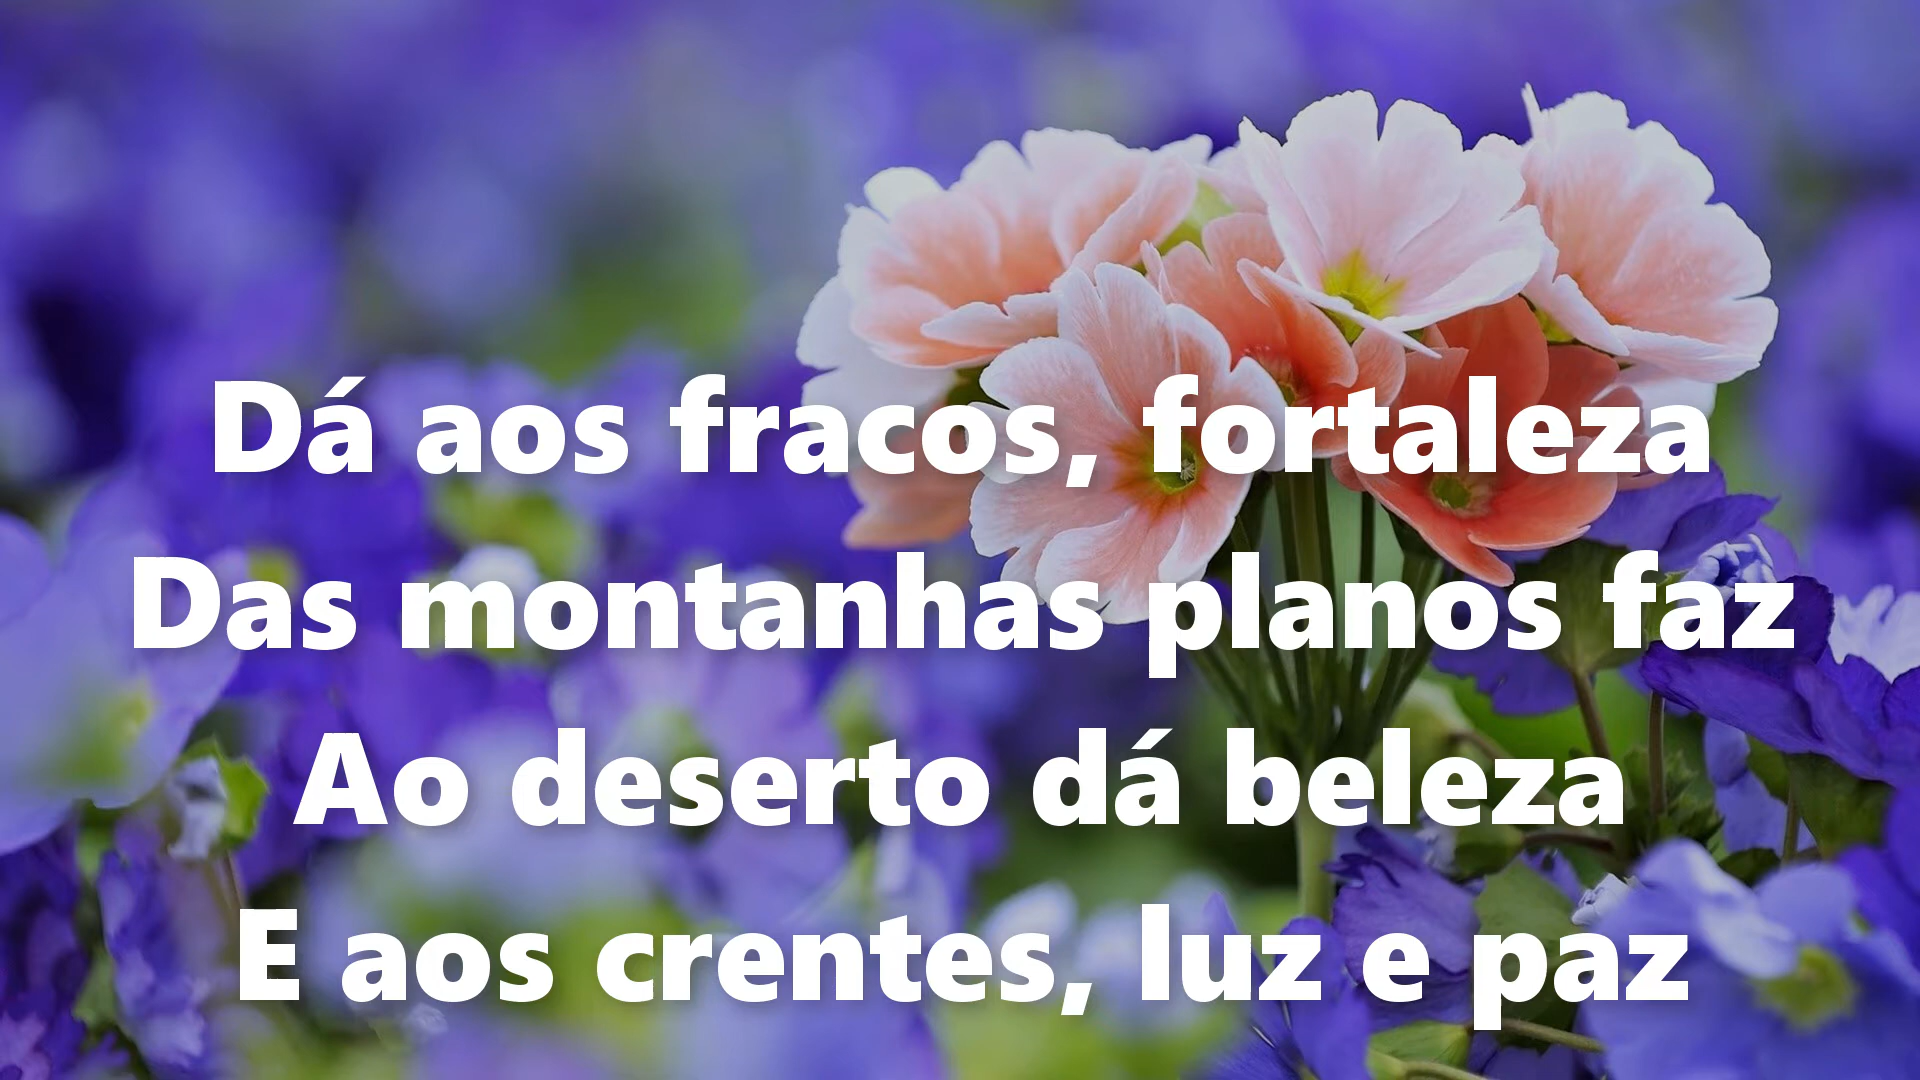 Dá aos fracos, fortaleza
Das montanhas planos faz
Ao deserto dá beleza
E aos crentes, luz e paz